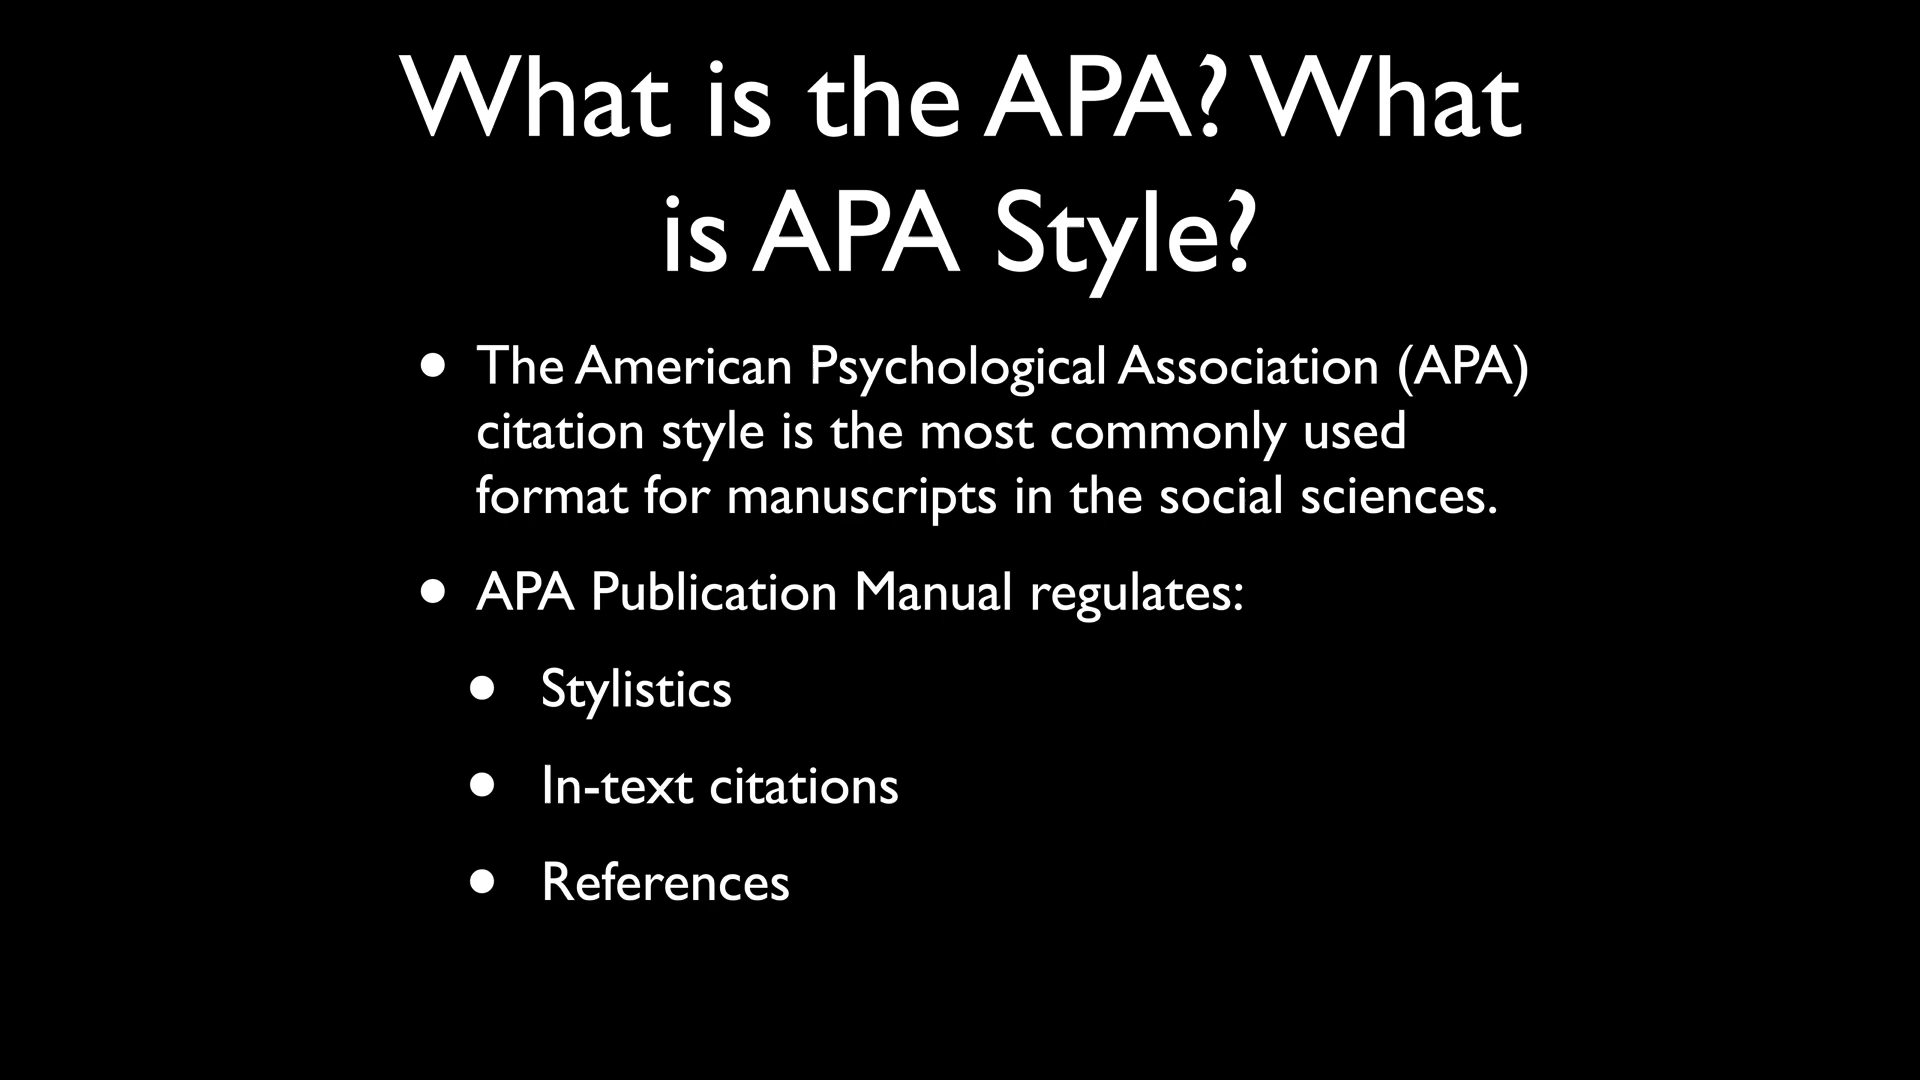 What is the APA? What
is APA Style?
• The American Psychological Association (APA)
citation style is the most commonly used
format for manuscripts in the social sciences.
• APA Publication Manual regulates:
• Stylistics
• In-text citations
• References